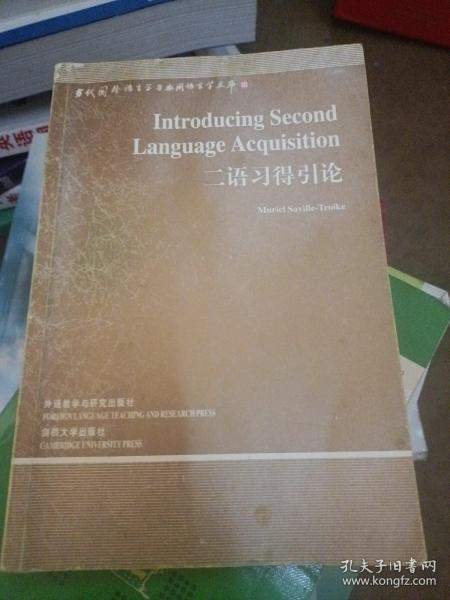 当代国外语言学与应用语言学文库
Introducing Second
Language Acquisition
二语习得引论
Muriel Saville-Troike
外语教学与研究出版社
FOREIGN LANGUAGE TEACHING AND RESEARCH PRESS
剑桥大学出版社
CAMBRIDGE UNIVERSITY PRESS
孔夫子旧书网
www.kongfz.com